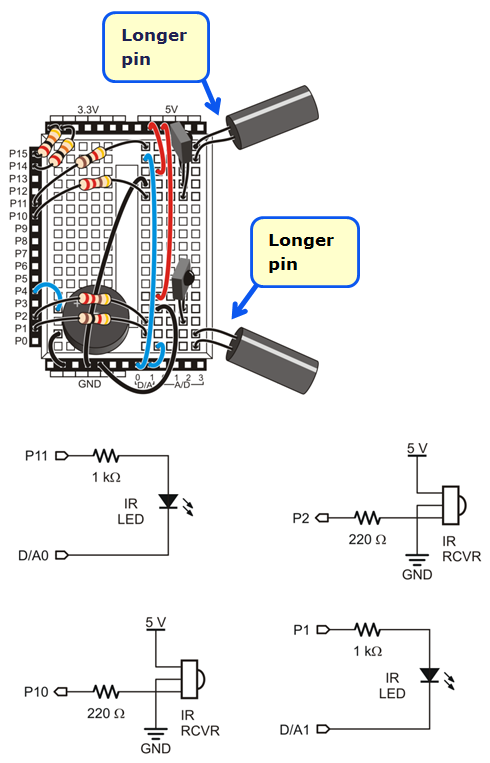 Longer
pin
3.3V
5V
P15
P14
P13
P12
P11
P10
P9
P8
P7
P6
P5
P4
P3
P2
P1
P0
Longer
pin
GND
0 1 0 1 2 3
D/A
A/D
P11
1 kΩ
IR
LED
D/A0
5 V
P2
220 Ω
IR
RCVR
GND
5 V
P10
220 Ω
IR
RCVR
GND
P1
1 kΩ
IR
LED
D/A1